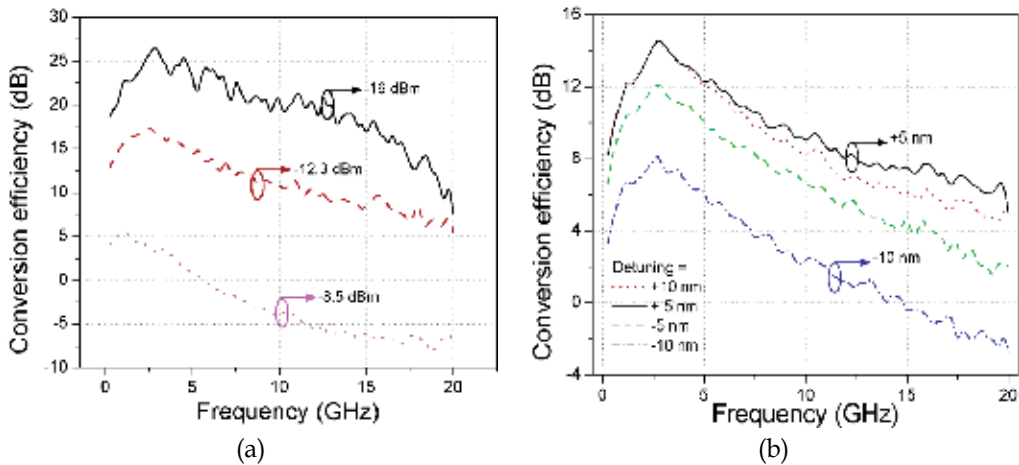 30
25
20
15
10
5
0
-5
-10
Conversion efficiency (dB)
-16 dBm
-12.3 dBm
-8.5 dBm
0 5 10 15 20
Frequency (GHz)
(a)
16
12
8
4
0
-4
Conversion efficiency (dB)
+5 nm
-10 nm
Detuning =
+10 nm
+5 nm
-5 nm
-10 nm
0 5 10 15 20
Frequency (GHz)
(b)